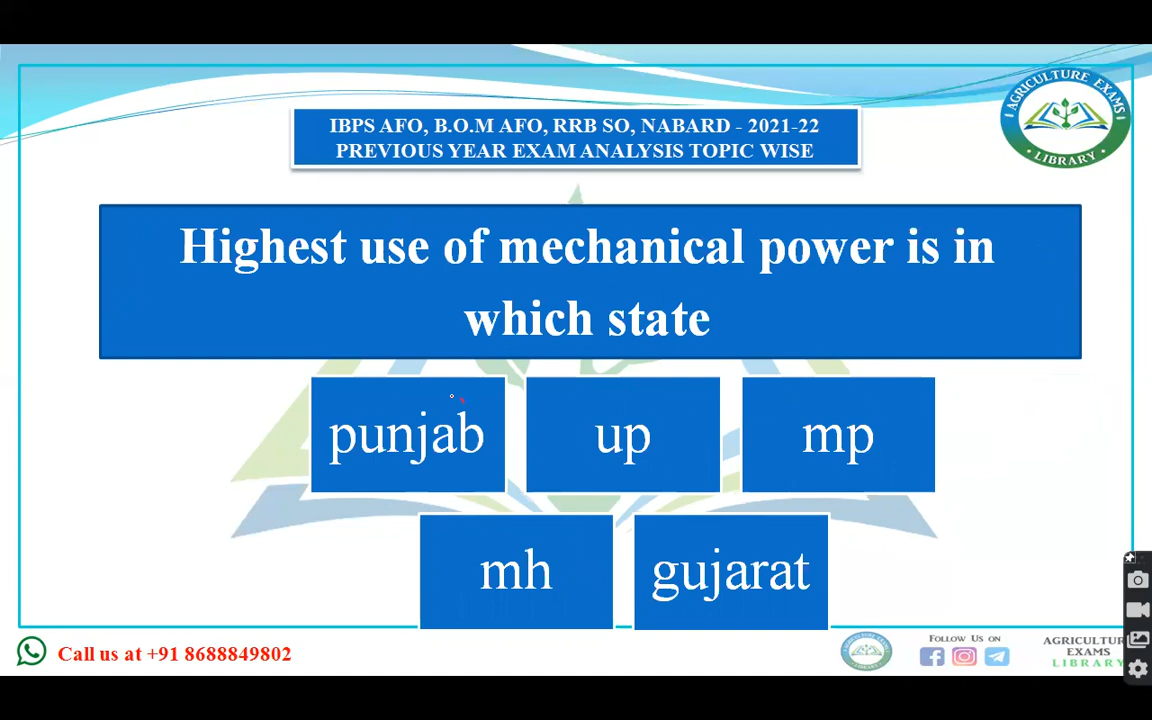 IBPS AFO, B.O.M AFO, RRB SO, NABARD - 2021-22
PREVIOUS YEAR EXAM ANALYSIS TOPIC WISE
AGRICULTURE EXAMS
LIBRARY
Highest use of mechanical power is in
which state
punjab
up
mp
mh
gujarat
Call us at +91 8688849802
FOLLOW US ON
AGRICULTUR
EXAMS
LIBRARY